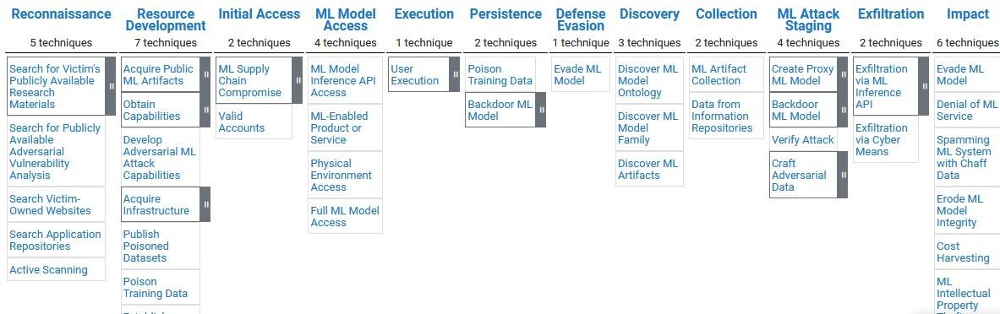 Reconnaissance
5 techniques
Search for Victim's
Publicly Available
Research
Materials
Search for Publicly
Available
Adversarial
Vulnerability
Analysis
Search Victim-
Owned Websites
Search Application
Repositories
Active Scanning
Resource
Development
7 techniques
Acquire Public
ML Artifacts
Obtain
Capabilities
Develop
Adversarial ML
Attack
Capabilities
Acquire
Infrastructure
Publish
Poisoned
Datasets
Poison
Training Data
Initial Access
2 techniques
ML Supply
Chain
Compromise
Valid
Accounts
ML Model
Access
4 techniques
ML Model
Inference API
Access
ML-Enabled
Product or
Service
Physical
Environment
Access
Full ML Model
Access
Execution
1 technique
User
Execution
Persistence
2 techniques
Poison
Training Data
Backdoor ML
Model
Defense
Evasion
1 technique
Evade ML
Model
Discovery
3 techniques
Discover ML
Model
Ontology
Discover ML
Model
Family
Discover ML
Artifacts
Collection
2 techniques
ML Artifact
Collection
Data from
Information
Repositories
ML Attack
Staging
4 techniques
Create Proxy
ML Model
Backdoor
ML Model
Verify Attack
Craft
Adversarial
Data
Exfiltration
2 techniques
Exfiltration
via ML
Inference
API
Exfiltration
via Cyber
Means
Impact
6 techniques
Evade ML
Model
Denial of ML
Service
Spamming
ML System
with Chaff
Data
Erode ML
Model
Integrity
Cost
Harvesting
ML
Intellectual
Property